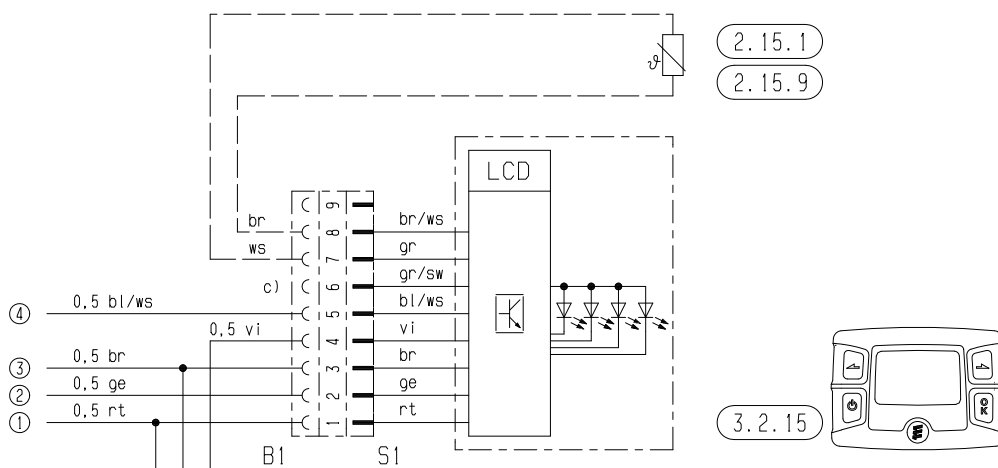 2.15.1
ϑ
2.15.9
LCD
9
br 8 br/ws
ws 7 gr
c) 6 gr/sw
④ 0,5 bl/ws 5 bl/ws
0,5 vi 4 vi
③ 0,5 br 3 br
② 0,5 ge 2 ge
① 0,5 rt 1 rt
B1 S1
3.2.15
OK